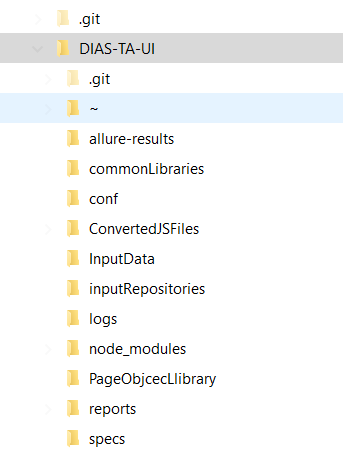 .git
DIAS-TA-UI
.git
~
allure-results
commonLibraries
conf
ConvertedJSFiles
InputData
inputRepositories
logs
node_modules
PageObjcecLlibrary
reports
specs